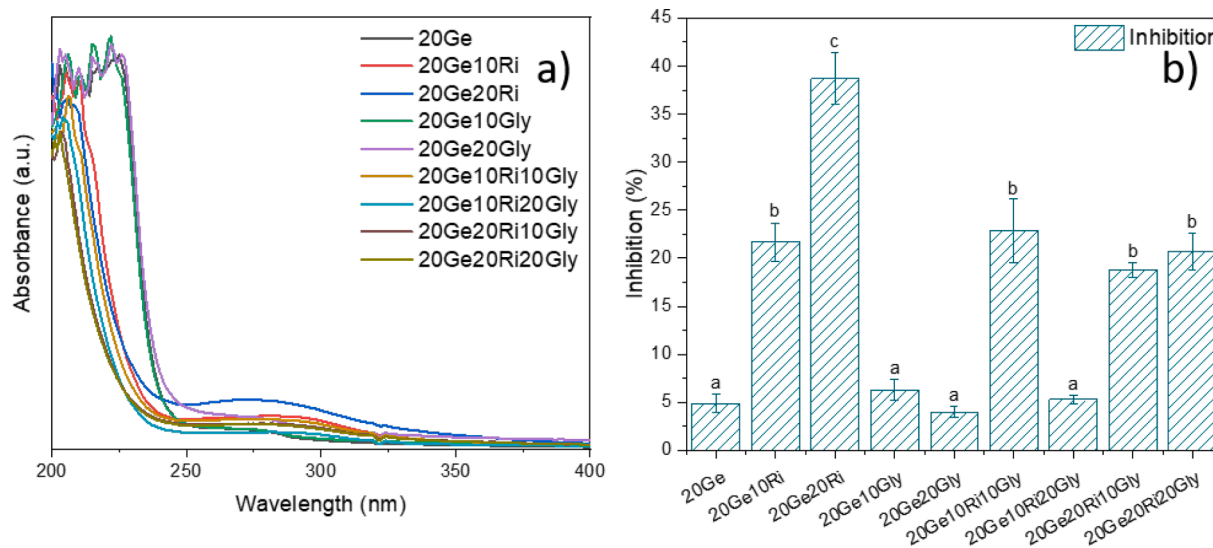 20Ge
20Ge10Ri
20Ge20Ri
20Ge10Gly
20Ge20Gly
20Ge10Ri10Gly
20Ge10Ri20Gly
20Ge20Ri10Gly
20Ge20Ri20Gly
a)
Absorbance (a.u.)
200 250 300 350 400
Wavelength (nm)
Inhibition
b)
45
40
35
30
25
20
15
10
5
0
Inhibition (%)
a b c a a b a b b
20Ge
20Ge10Ri
20Ge20Ri
20Ge10Gly
20Ge20Gly
20Ge10Ri10Gly
20Ge10Ri20Gly
20Ge20Ri10Gly
20Ge20Ri20Gly